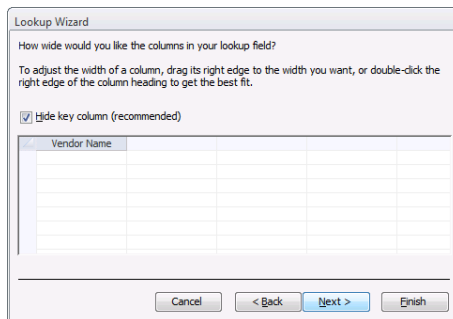 Lookup Wizard
How wide would you like the columns in your lookup field?
To adjust the width of a column, drag its right edge to the width you want, or double-click the
right edge of the column heading to get the best fit.
Hide key column (recommended)
Vendor Name
Cancel < Back Next > Finish